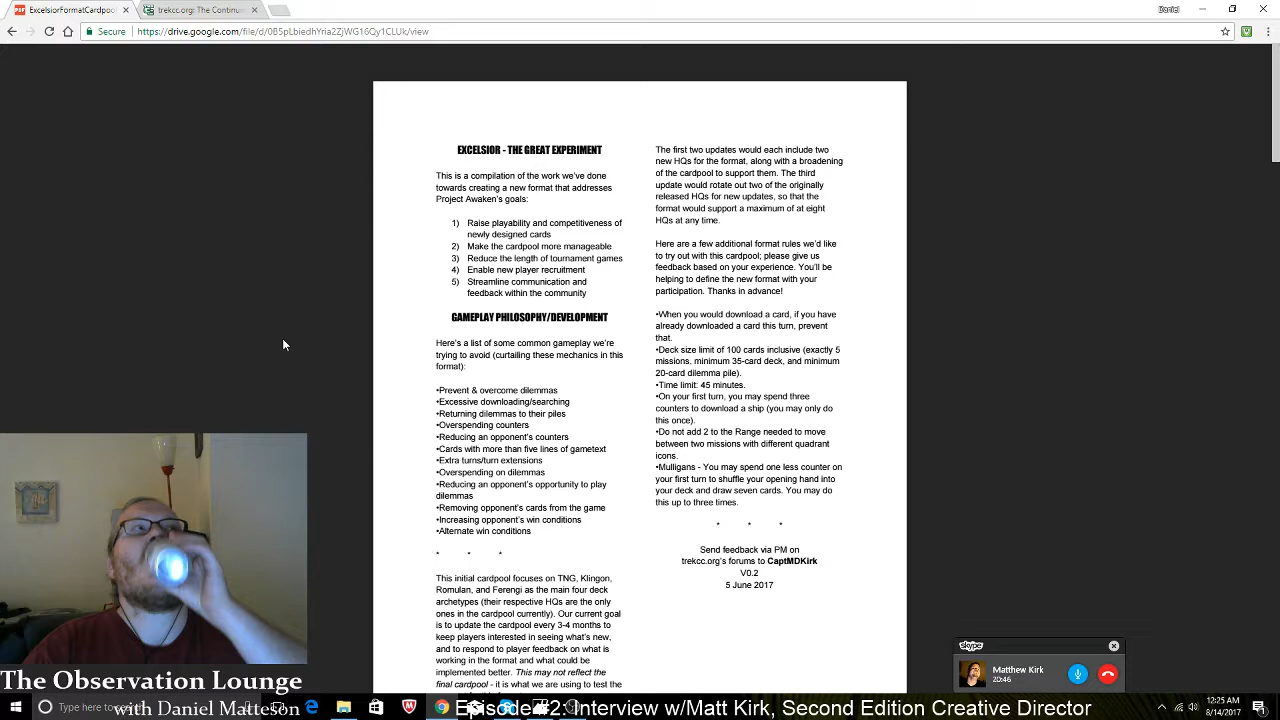 ExcelsiorFormatCardpool
trekcc.org: The Continuum
Daniel
Secure
https://drive.google.com/file/d/0B5pLbiedhYria2ZjWG16Qy1CLUk/view
EXCELSIOR - THE GREAT EXPERIMENT
This is a compilation of the work we've done
towards creating a new format that addresses
Project Awaken's goals:
1) Raise playability and competitiveness of
newly designed cards
2) Make the cardpool more manageable
3) Reduce the length of tournament games
4) Enable new player recruitment
5) Streamline communication and
feedback within the community
GAMEPLAY PHILOSOPHY/DEVELOPMENT
Here's a list of some common gameplay we're
trying to avoid (curtailing these mechanics in this
format):
•Prevent & overcome dilemmas
•Excessive downloading/searching
•Returning dilemmas to their piles
•Overspending counters
•Reducing an opponent's counters
•Cards with more than five lines of gametext
•Extra turns/turn extensions
•Overspending on dilemmas
•Reducing an opponent's opportunity to play
dilemmas
•Removing opponent's cards from the game
•Increasing opponent's win conditions
•Alternate win conditions
* * *
This initial cardpool focuses on TNG, Klingon,
Romulan, and Ferengi as the main four deck
archetypes (their respective HQs are the only
ones in the cardpool currently). Our current goal
is to update the cardpool every 3-4 months to
keep players interested in seeing what's new,
and to respond to player feedback on what is
working in the format and what could be
implemented better. This may not reflect the
final cardpool - it is what we are using to test the
The first two updates would each include two
new HQs for the format, along with a broadening
of the cardpool to support them. The third
update would rotate out two of the originally
released HQs for new updates, so that the
format would support a maximum of at eight
HQs at any time.
Here are a few additional format rules we'd like
to try out with this cardpool; please give us
feedback based on your experience. You'll be
helping to define the new format with your
participation. Thanks in advance!
•When you would download a card, if you have
already downloaded a card this turn, prevent
that.
•Deck size limit of 100 cards inclusive (exactly 5
missions, minimum 35-card deck, and minimum
20-card dilemma pile).
•Time limit: 45 minutes.
•On your first turn, you may spend three
counters to download a ship (you may only do
this once).
•Do not add 2 to the Range needed to move
between two missions with different quadrant
icons.
•Mulligans - You may spend one less counter on
your first turn to shuffle your opening hand into
your deck and draw seven cards. You may do
this up to three times.
* * *
Send feedback via PM on
trekcc.org's forums to CaptMDKirk
V0.2
5 June 2017
skype
Matthew Kirk
20:46
The Observation Lounge
with Daniel Matteson
Type here to
Interview w/Matt Kirk, Second Edition Creative Director
12:25 AM
8/14/2017